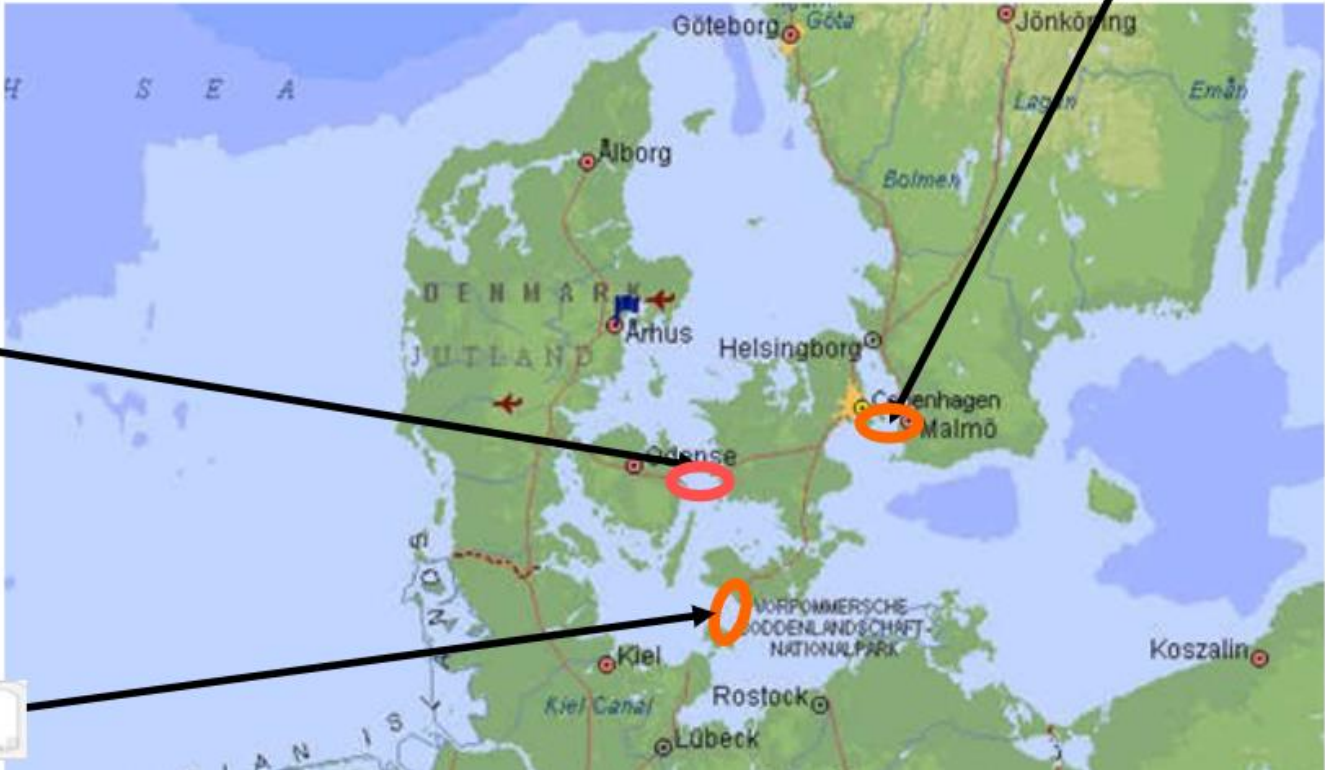 Göteborg
Göta
Jönköping
H SEA
Lagan
Emån
Ålborg
Bolmen
DENMARK
Århus
JUTLAND
Helsingborg
Copenhagen
Malmö
Odense
VORPOMMERSCHE
BODDENLANDSCHAFT-
NATIONALPARK
Kiel
Koszalin
Kiel Canal
Rostock
Lübeck